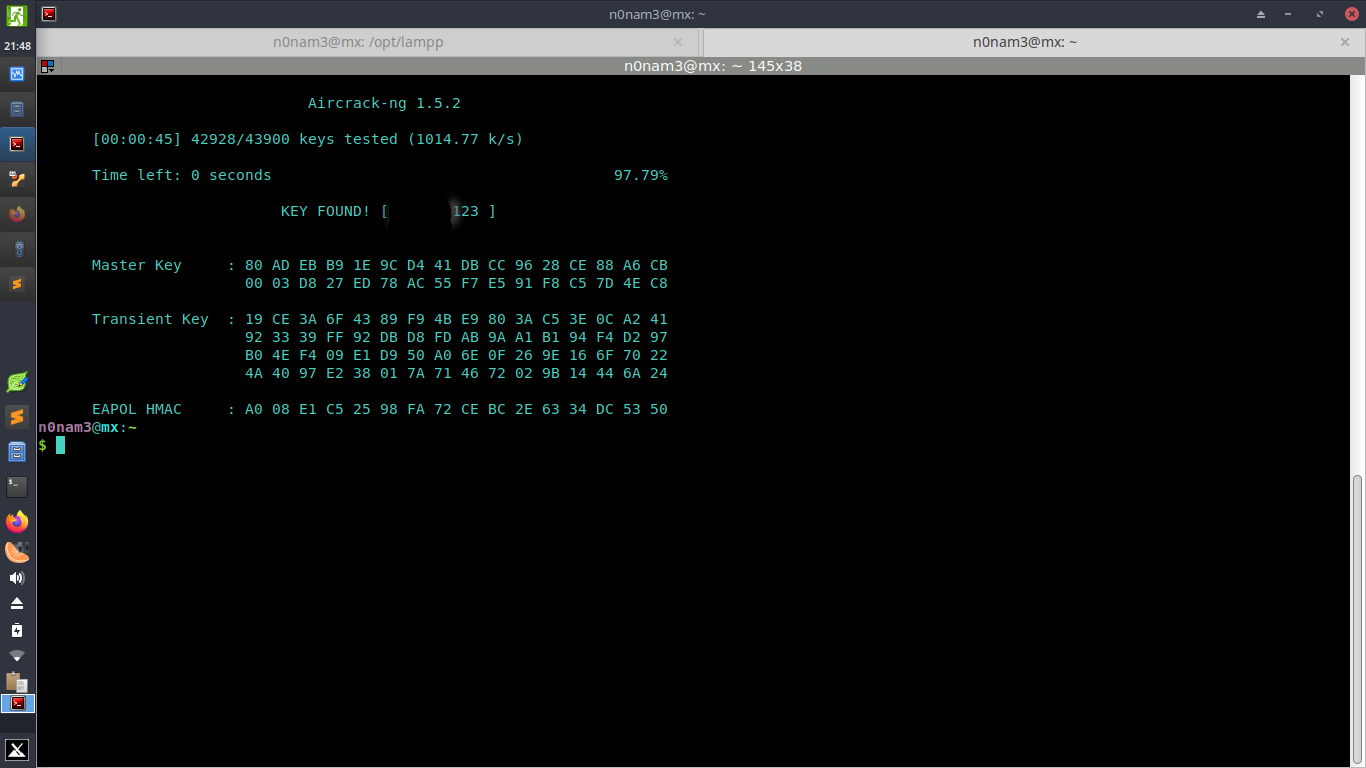 n0nam3@mx: ~
21:48
n0nam3@mx: /opt/lampp
n0nam3@mx: ~
n0nam3@mx: ~ 145x38
Aircrack-ng 1.5.2
[00:00:45] 42928/43900 keys tested (1014.77 k/s)
Time left: 0 seconds 97.79%
KEY FOUND! [ 123 ]
Master Key : 80 AD EB B9 1E 9C D4 41 DB CC 96 28 CE 88 A6 CB
00 03 D8 27 ED 78 AC 55 F7 E5 91 F8 C5 7D 4E C8
Transient Key : 19 CE 3A 6F 43 89 F9 4B E9 80 3A C5 3E 0C A2 41
92 33 39 FF 92 DB D8 FD AB 9A A1 B1 94 F4 D2 97
B0 4E F4 09 E1 D9 50 A0 6E 0F 26 9E 16 6F 70 22
4A 40 97 E2 38 01 7A 71 46 72 02 9B 14 44 6A 24
EAPOL HMAC : A0 08 E1 C5 25 98 FA 72 CE BC 2E 63 34 DC 53 50
n0nam3@mx:~
$